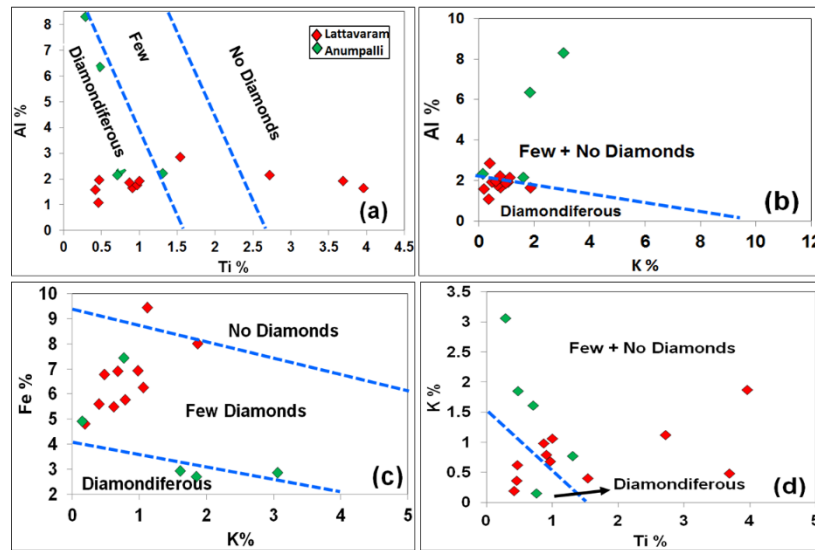 Al %
8
7
6
5
4
3
2
1
0
0
0.5
1
1.5
2
2.5
3
3.5
4
4.5
Ti %
Diamondiferous
Few
No Diamonds
Lattavaram
Anumpalli
(a)
Al %
10
8
6
4
2
0
0
2
4
6
8
10
12
K %
Few + No Diamonds
Diamondiferous
(b)
Fe %
10
9
8
7
6
5
4
3
2
0
1
2
3
4
5
K%
No Diamonds
Few Diamonds
Diamondiferous
(c)
K %
3.5
3
2.5
2
1.5
1
0.5
0
0
1
2
3
4
5
Ti %
Few + No Diamonds
Diamondiferous
(d)